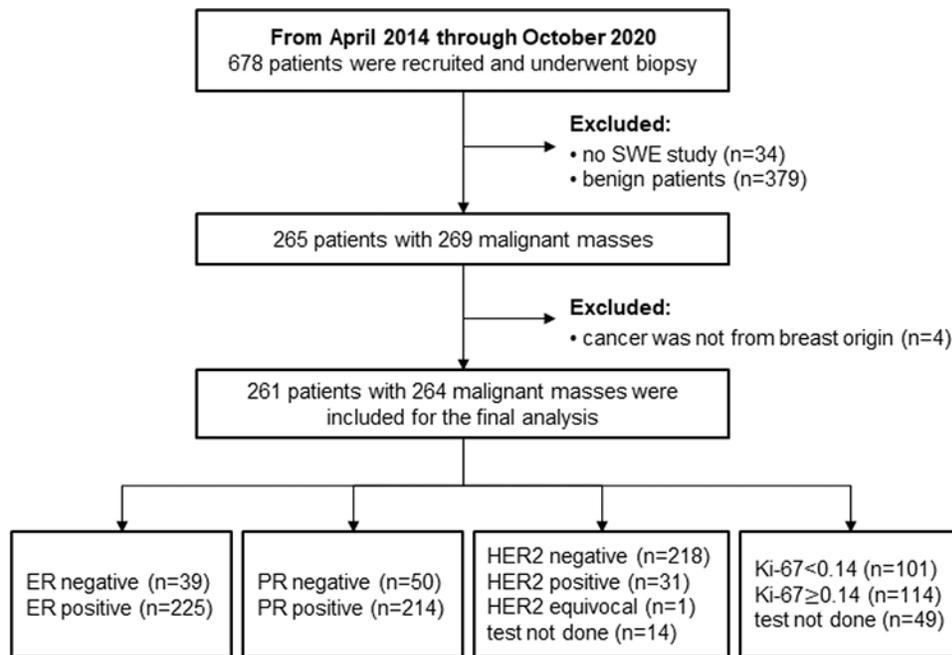 From April 2014 through October 2020
678 patients were recruited and underwent biopsy
Excluded:
• no SWE study (n=34)
• benign patients (n=379)
265 patients with 269 malignant masses
Excluded:
• cancer was not from breast origin (n=4)
261 patients with 264 malignant masses were
included for the final analysis
ER negative (n=39)
ER positive (n=225)
PR negative (n=50)
PR positive (n=214)
HER2 negative (n=218)
HER2 positive (n=31)
HER2 equivocal (n=1)
test not done (n=14)
Ki-67<0.14 (n=101)
Ki-67≥0.14 (n=114)
test not done (n=49)